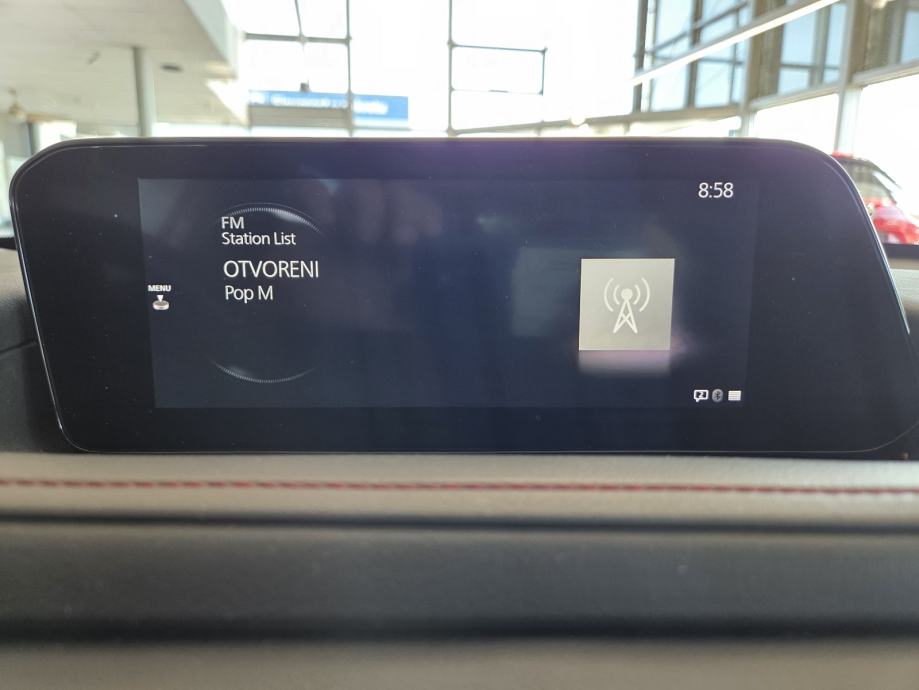 8:58
FM
Station List
OTVORENI
Pop M
MENU